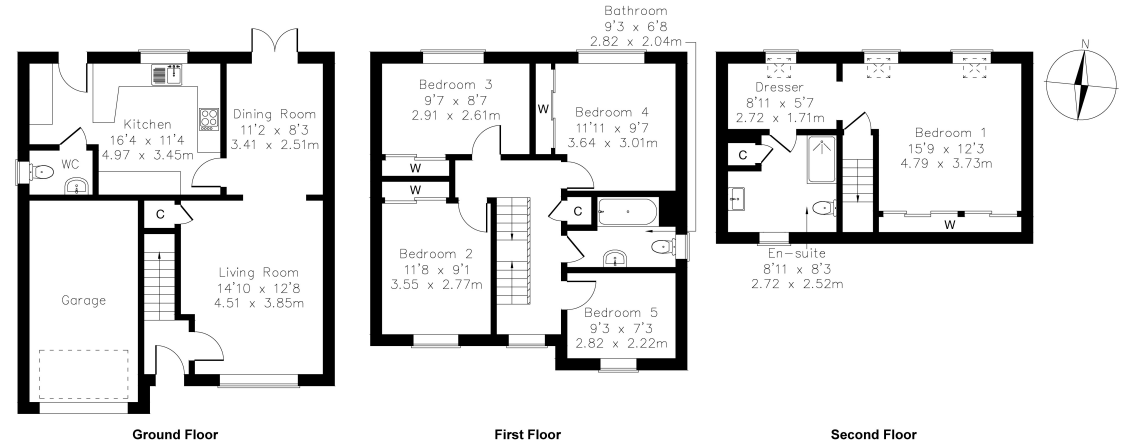 Bathroom
9'3 x 6'8
2.82 x 2.04m
N
Bedroom 3
9'7 x 8'7
2.91 x 2.61m
Dresser
8'11 x 5'7
2.72 x 1.71m
Kitchen
16'4 x 11'4
4.97 x 3.45m
Dining Room
11'2 x 8'3
3.41 x 2.51m
W
Bedroom 4
11'11 x 9'7
3.64 x 3.01m
Bedroom 1
15'9 x 12'3
4.79 x 3.73m
WC
W
W
C
C
C
W
Bedroom 2
11'8 x 9'1
3.55 x 2.77m
En-suite
8'11 x 8'3
2.72 x 2.52m
Garage
Living Room
14'10 x 12'8
4.51 x 3.85m
Bedroom 5
9'3 x 7'3
2.82 x 2.22m
Ground Floor
First Floor
Second Floor